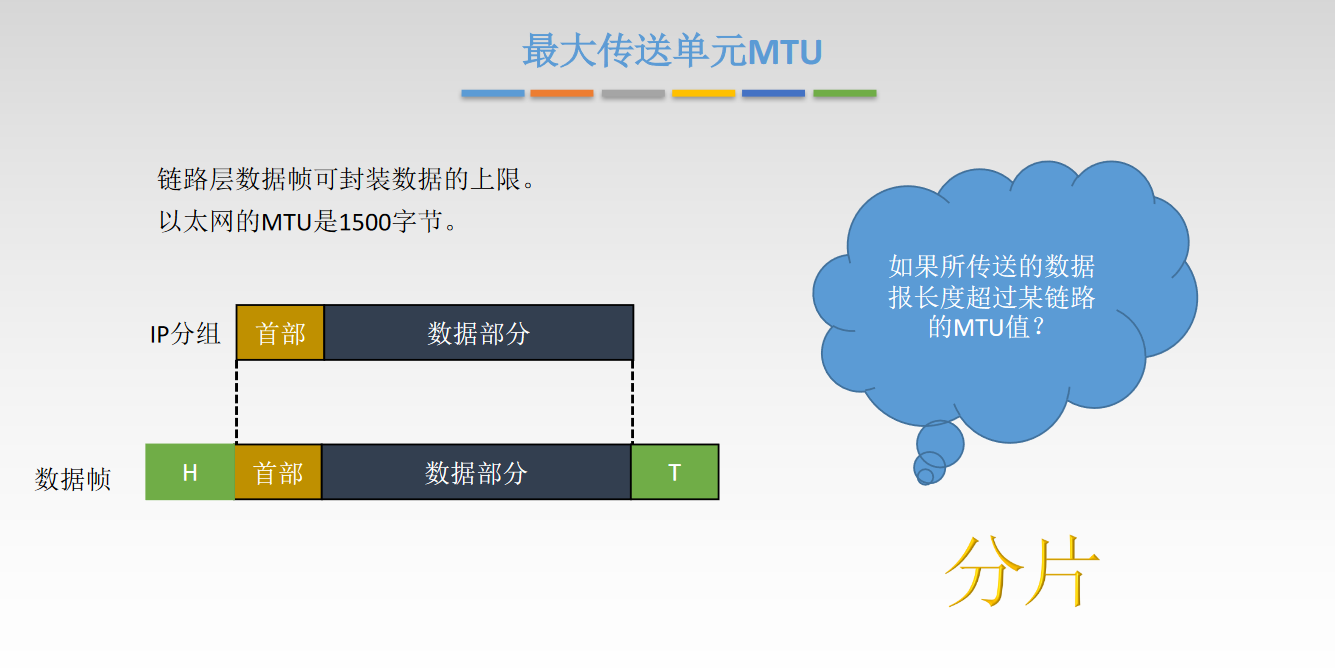 最大传送单元MTU
链路层数据帧可封装数据的上限。
以太网的MTU是1500字节。
如果所传送的数据
报长度超过某链路
的MTU值？
IP分组
首部
数据部分
数据帧
H
首部
数据部分
T
分片